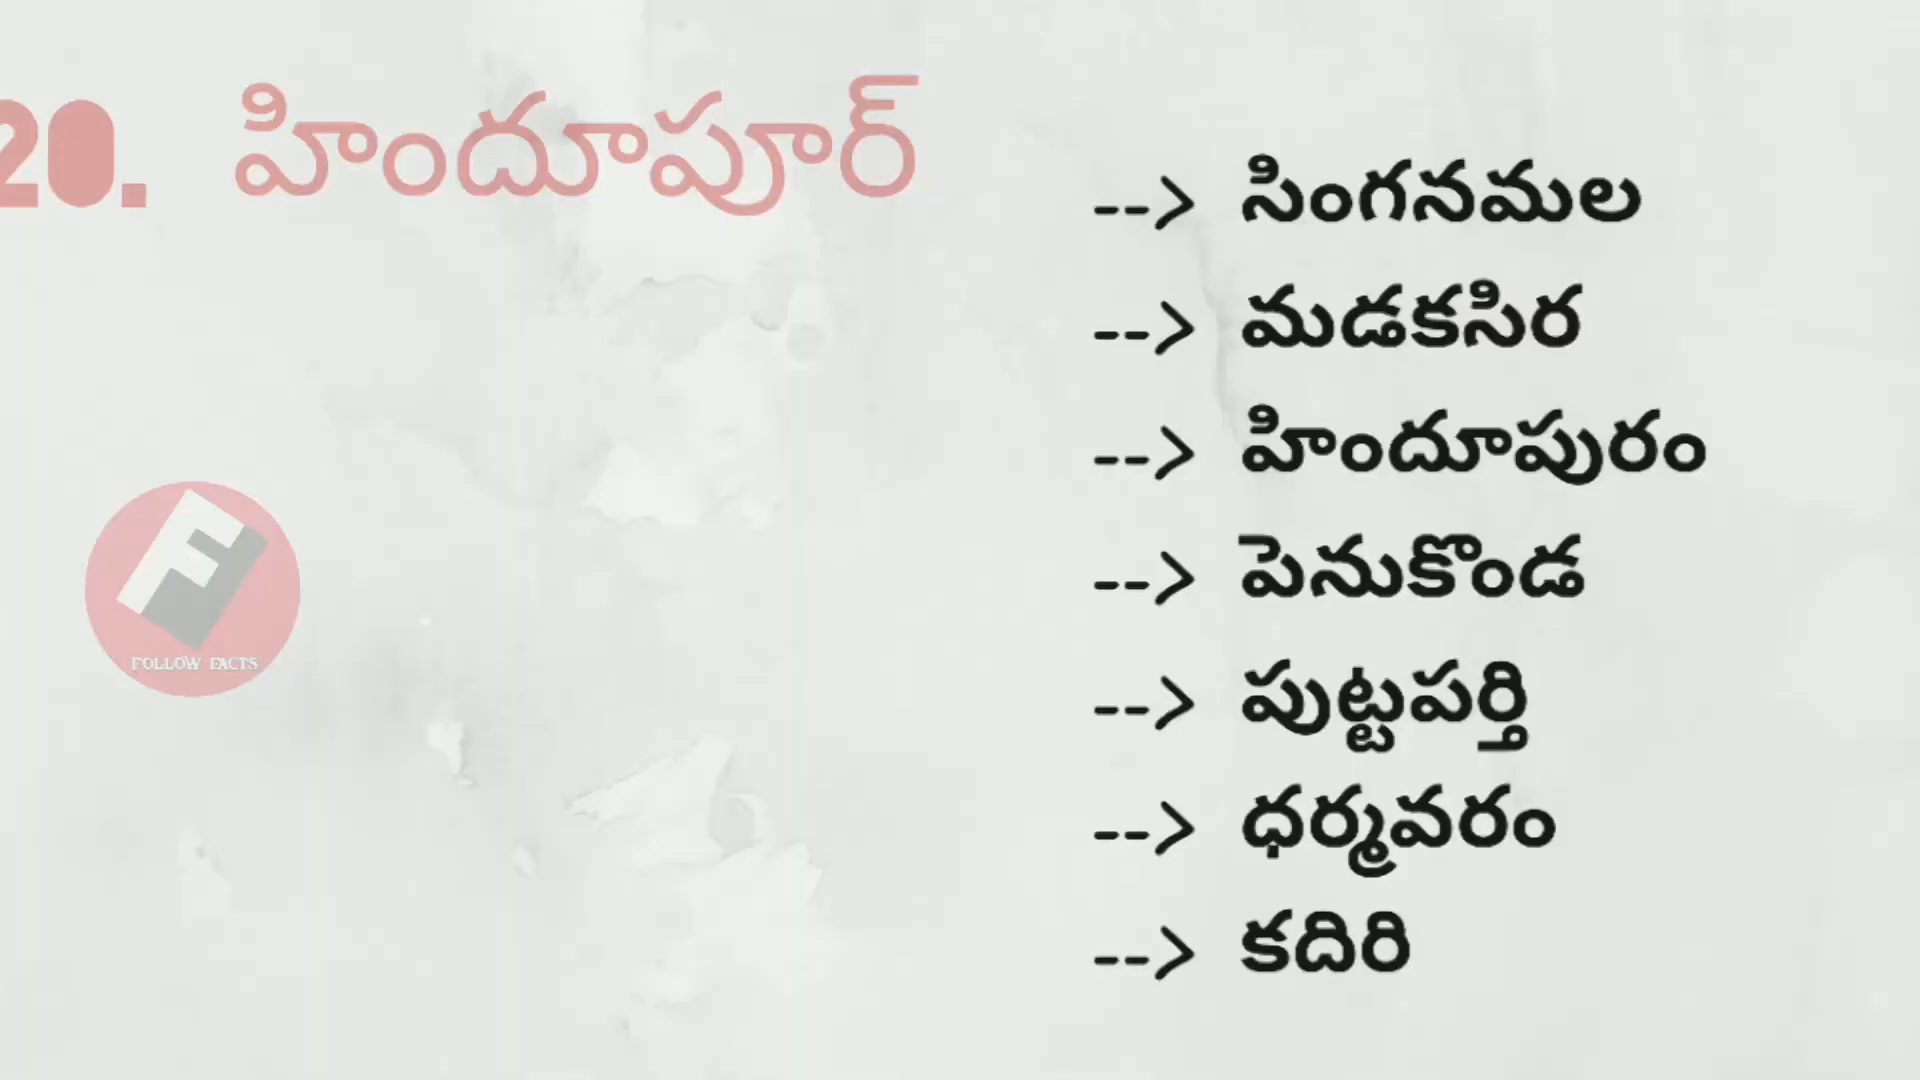 20. హిందూపూర్
--> సింగనమల
--> మడకసిర
--> హిందూపురం
--> పెనుకొండ
--> పుట్టపర్తి
--> ధర్మవరం
--> కదిరి
FOLLOW FACTS